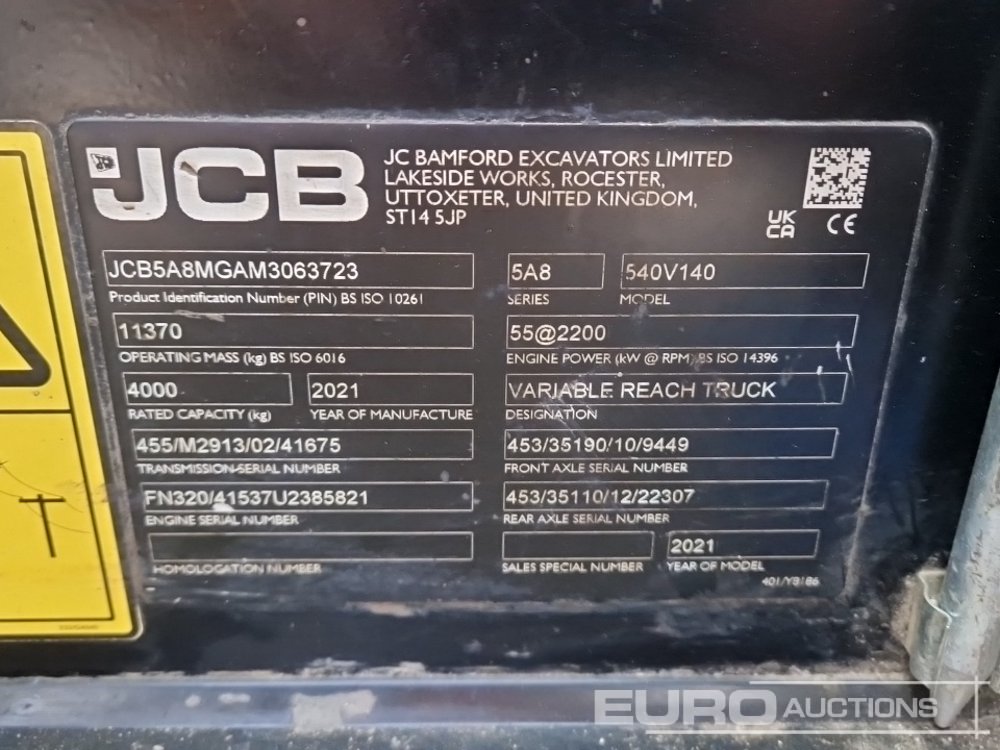 JCB
JC BAMFORD EXCAVATORS LIMITED
LAKESIDE WORKS, ROCESTER,
UTTOXETER, UNITED KINGDOM,
ST14 5JP
UK
CA
CE
JCB5A8MGAM3063723
Product Identification Number (PIN) BS ISO 10261
5A8
SERIES
540V140
MODEL
11370
OPERATING MASS (kg) BS ISO 6016
55@2200
ENGINE POWER (kW @ RPM) BS ISO 14396
4000
RATED CAPACITY (kg)
2021
YEAR OF MANUFACTURE
VARIABLE REACH TRUCK
DESIGNATION
455/M2913/02/41675
TRANSMISSION SERIAL NUMBER
453/35190/10/9449
FRONT AXLE SERIAL NUMBER
FN320/41537U2385821
ENGINE SERIAL NUMBER
453/35110/12/22307
REAR AXLE SERIAL NUMBER
HOMOLOGATION NUMBER
SALES SPECIAL NUMBER
2021
YEAR OF MODEL
401/Y8186
EURO AUCTIONS